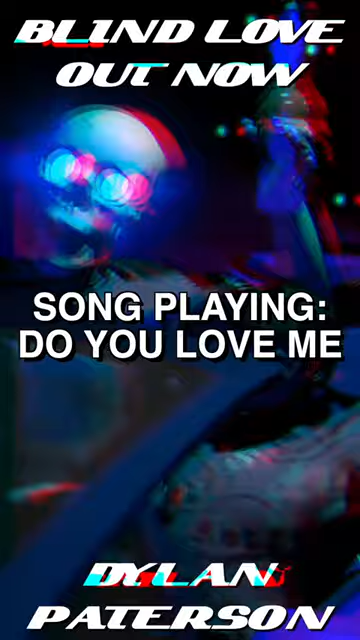 BLIND LOVE
OUT NOW
SONG PLAYING:
DO YOU LOVE ME
DYLAN
PATERSON